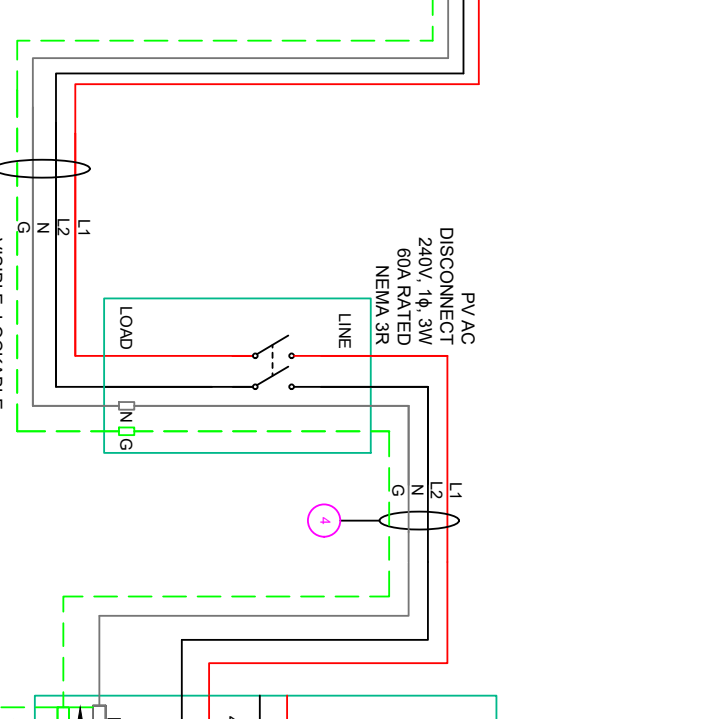 PV AC
DISCONNECT
240V, 1ϕ, 3W
60A RATED
NEMA 3R
LINE
LOAD
L1
L2
N
G
N
G
L1
L2
N
G
4